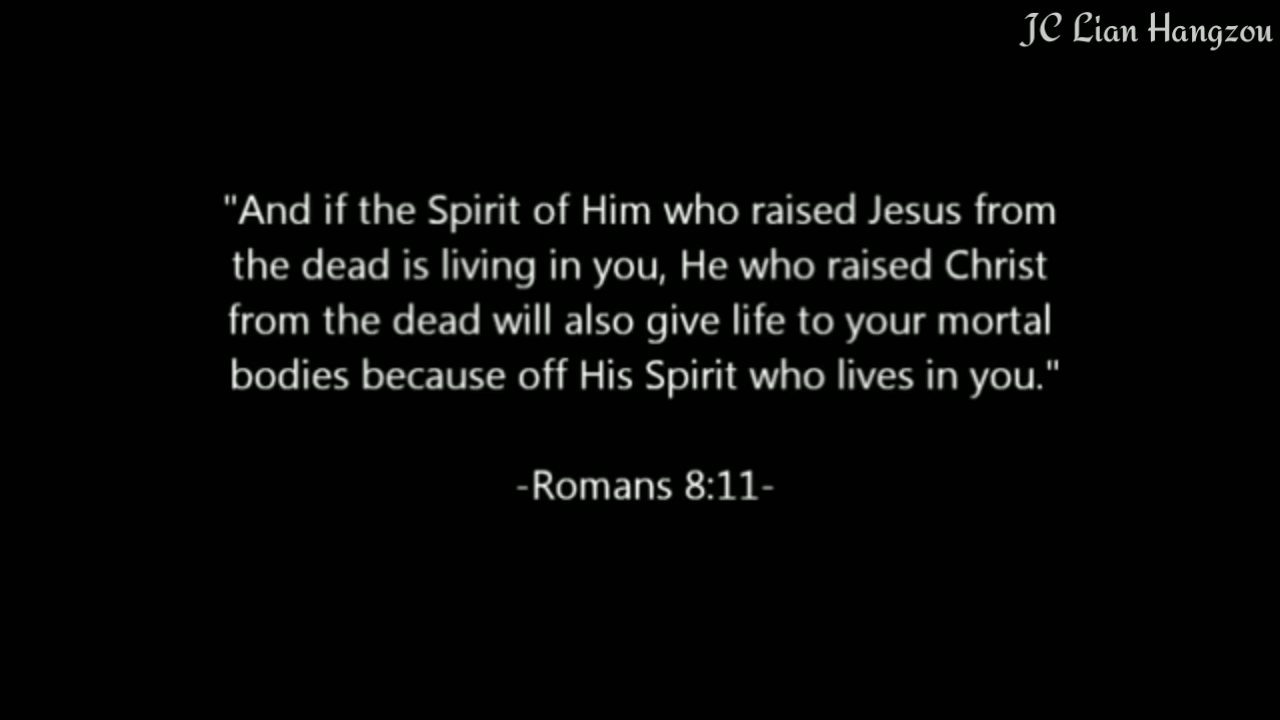 JC Lian Hangzou
"And if the Spirit of Him who raised Jesus from
the dead is living in you, He who raised Christ
from the dead will also give life to your mortal
bodies because off His Spirit who lives in you."
-Romans 8:11-